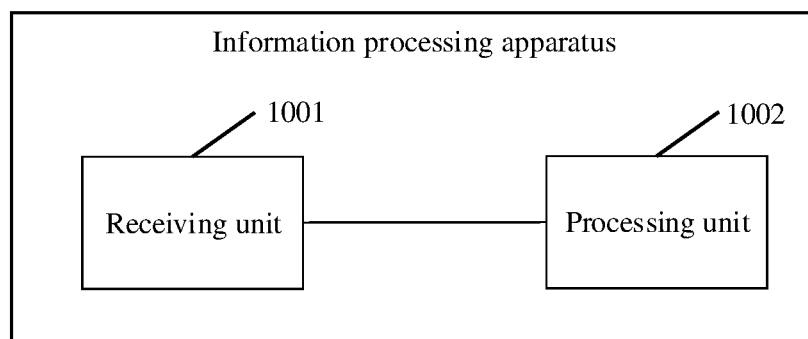 Information processing apparatus
1001
1002
Receiving unit
Processing unit